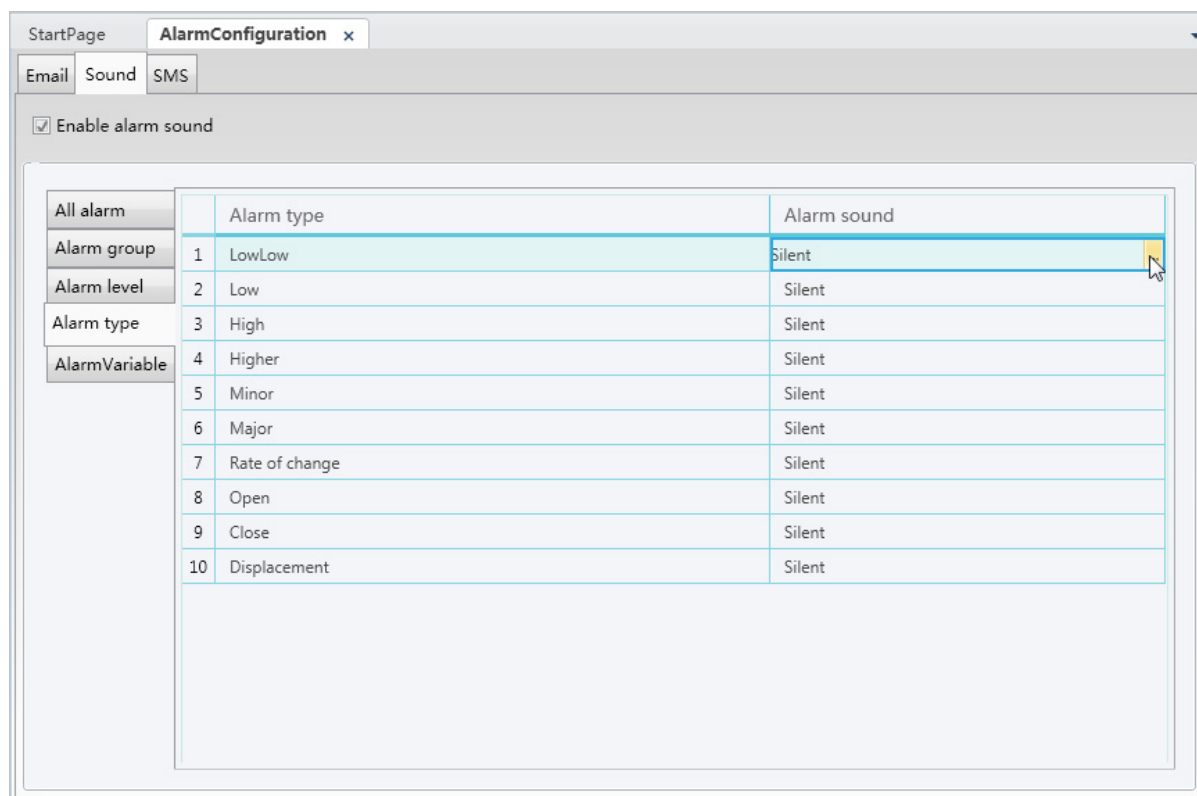 StartPage AlarmConfiguration x
Email Sound SMS
Enable alarm sound
All alarm
Alarm group
Alarm level
Alarm type
AlarmVariable
Alarm type Alarm sound
1 LowLow Silent ...
2 Low Silent
3 High Silent
4 Higher Silent
5 Minor Silent
6 Major Silent
7 Rate of change Silent
8 Open Silent
9 Close Silent
10 Displacement Silent